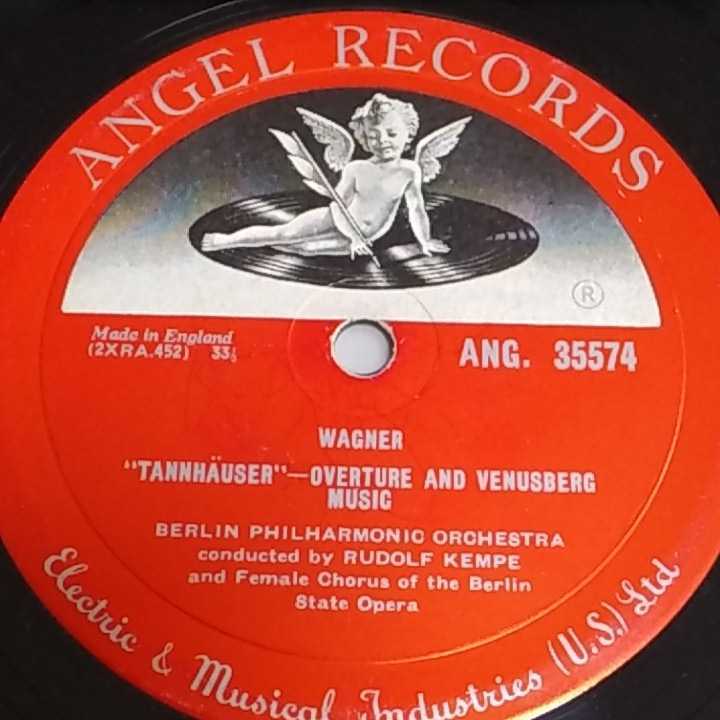 ANGEL RECORDS
®
Made in England
(2XRA.452) 33⅓
ANG. 35574
WAGNER
"TANNHÄUSER"—OVERTURE AND VENUSBERG
MUSIC
BERLIN PHILHARMONIC ORCHESTRA
conducted by RUDOLF KEMPE
and Female Chorus of the Berlin
State Opera
Electric & Musical Industries (U.S.) Ltd